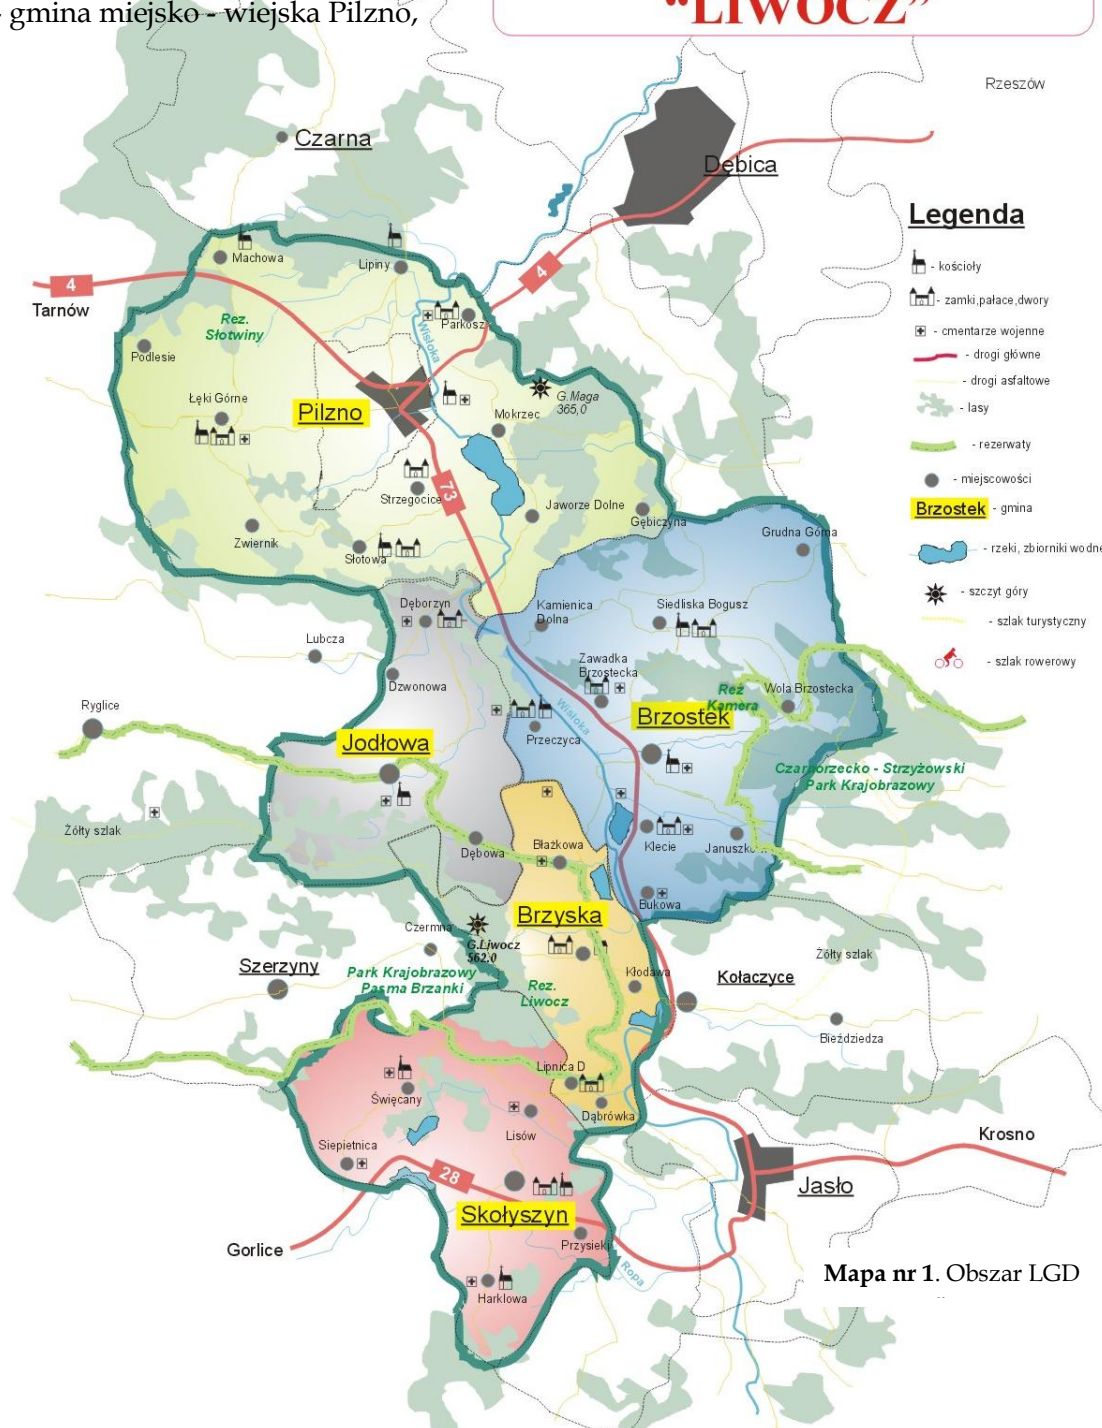 - gmina miejsko - wiejska Pilzno,
“LIWOCZ”
Rzeszów
Czarna
Dębica
Legenda
- kościoły
- zamki,pałace,dwory
- cmentarze wojenne
- drogi główne
- drogi asfaltowe
- lasy
- rezerwaty
- miejscowości
Brzostek - gmina
- rzeki, zbiorniki wodne
- szczyt góry
- szlak turystyczny
- szlak rowerowy
Machowa
Lipiny
4
4
Tarnów
Rez.
Słotwiny
Parkosz
Wisłoka
Podlesie
Łęki Górne
Pilzno
G.Maga
365,0
Mokrzec
Strzegocice
73
Jaworze Dolne
Gębiczyna
Zwiernik
Słotowa
Grudna Górna
Dęborzyn
Kamienica
Dolna
Siedliska Bogusz
Lubcza
Dzwonowa
Zawadka
Brzostecka
Rez
Kamera
Wola Brzostecka
Ryglice
Wisłoka
Brzostek
Jodłowa
Przeczyca
Czarnorzecko - Strzyżowski
Park Krajobrazowy
Żółty szlak
Dębowa
Błażkowa
Klecie
Bukowa
Brzyska
Czermna
G.Liwocz
562,0
Żółty szlak
Szerzyny
Park Krajobrazowy
Pasma Brzanki
Rez.
Liwocz
Kłodawa
Kołaczyce
Bieździedza
Lipnica D
Święcany
Dąbrówka
Lisów
Siepietnica
Krosno
28
Jasło
Skołyszyn
Przysieki
Gorlice
Ropa
Harklowa
Mapa nr 1. Obszar LGD